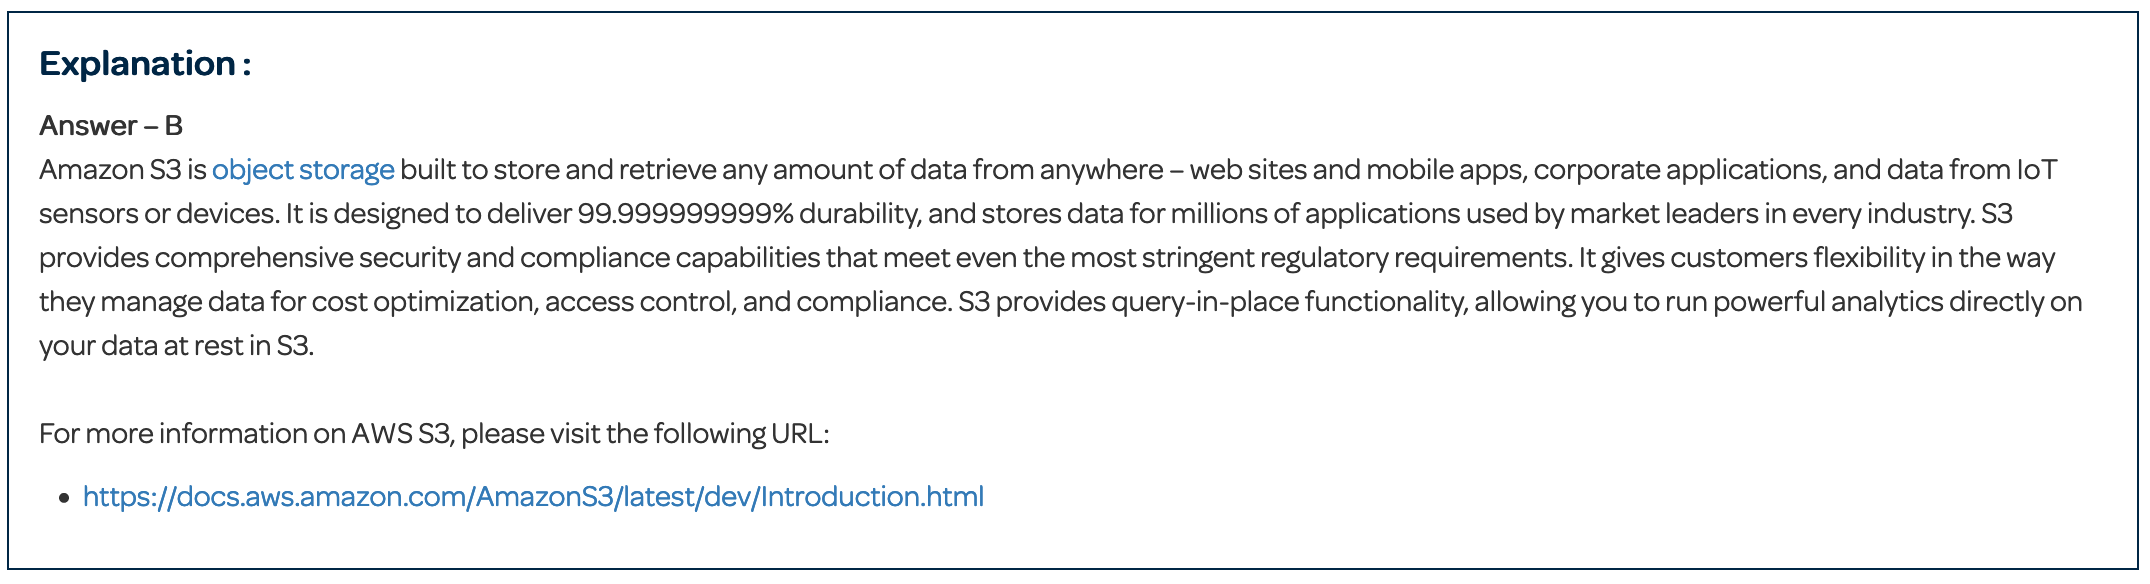 Explanation :
Answer – B
Amazon S3 is object storage built to store and retrieve any amount of data from anywhere – web sites and mobile apps, corporate applications, and data from IoT
sensors or devices. It is designed to deliver 99.999999999% durability, and stores data for millions of applications used by market leaders in every industry. S3
provides comprehensive security and compliance capabilities that meet even the most stringent regulatory requirements. It gives customers flexibility in the way
they manage data for cost optimization, access control, and compliance. S3 provides query-in-place functionality, allowing you to run powerful analytics directly on
your data at rest in S3.
For more information on AWS S3, please visit the following URL:
• https://docs.aws.amazon.com/AmazonS3/latest/dev/Introduction.html